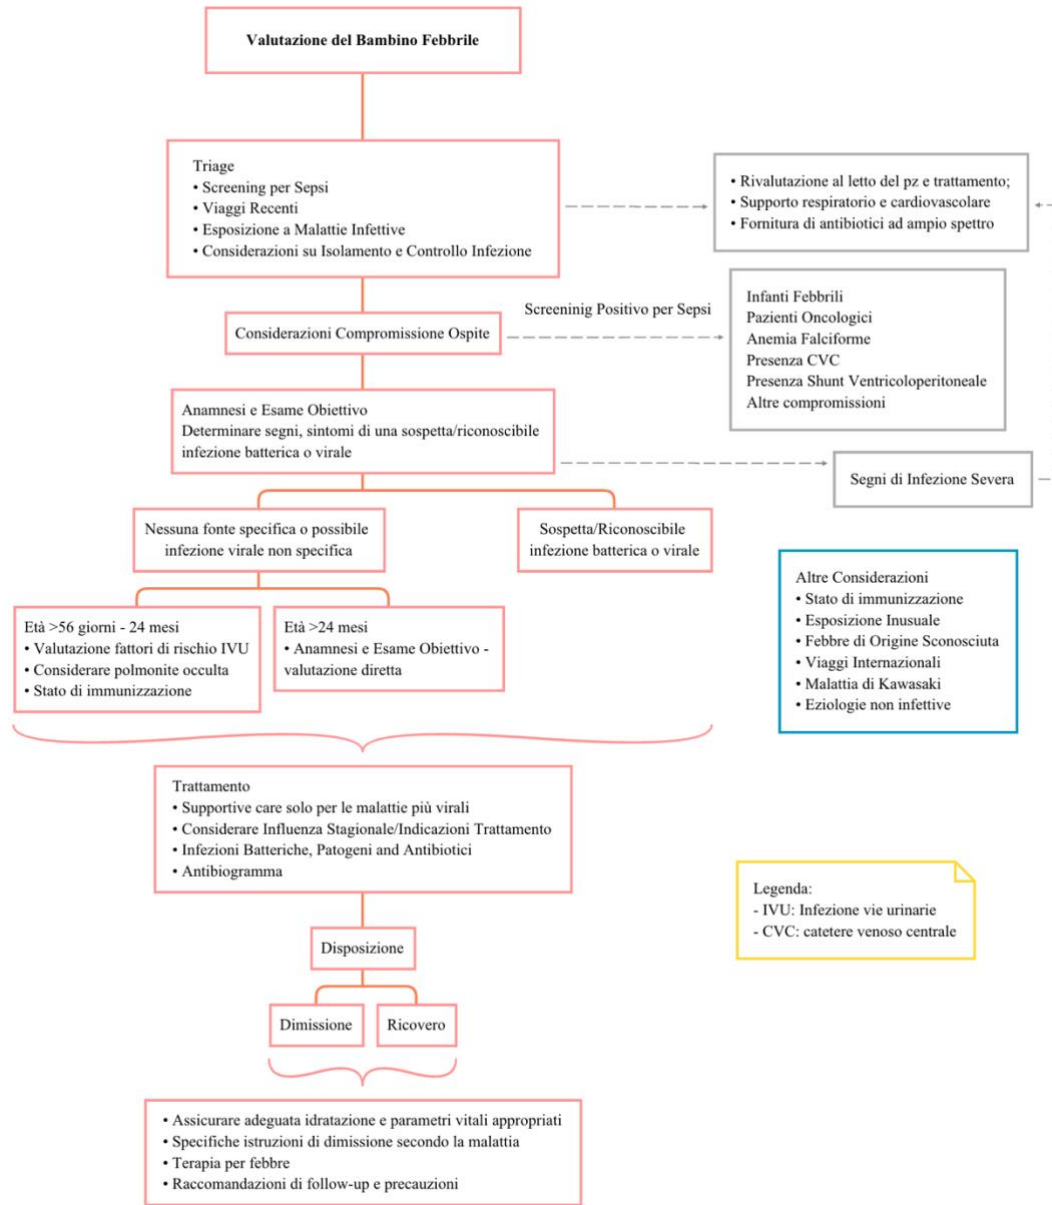 Valutazione del Bambino Febbrile
Triage
• Screening per Sepsi
• Viaggi Recenti
• Esposizione a Malattie Infettive
• Considerazioni su Isolamento e Controllo Infezione
• Rivalutazione al letto del pz e trattamento;
• Supporto respiratorio e cardiovascolare
• Fornitura di antibiotici ad ampio spettro
Considerazioni Compromissione Ospite
Screeninig Positivo per Sepsi
Infanti Febbrili
Pazienti Oncologici
Anemia Falciforme
Presenza CVC
Presenza Shunt Ventricoloperitoneale
Altre compromissioni
Anamnesi e Esame Obiettivo
Determinare segni, sintomi di una sospetta/riconoscibile
infezione batterica o virale
Segni di Infezione Severa
Nessuna fonte specifica o possibile
infezione virale non specifica
Sospetta/Riconoscibile
infezione batterica o virale
Età >56 giorni - 24 mesi
• Valutazione fattori di rischio IVU
• Considerare polmonite occulta
• Stato di immunizzazione
Età >24 mesi
• Anamnesi e Esame Obiettivo -
valutazione diretta
Altre Considerazioni
• Stato di immunizzazione
• Esposizione Inusuale
• Febbre di Origine Sconosciuta
• Viaggi Internazionali
• Malattia di Kawasaki
• Eziologie non infettive
Trattamento
• Supportive care solo per le malattie più virali
• Considerare Influenza Stagionale/Indicazioni Trattamento
• Infezioni Batteriche, Patogeni and Antibiotici
• Antibiogramma
Legenda:
- IVU: Infezione vie urinarie
- CVC: catetere venoso centrale
Disposizione
Dimissione
Ricovero
• Assicurare adeguata idratazione e parametri vitali appropriati
• Specifiche istruzioni di dimissione secondo la malattia
• Terapia per febbre
• Raccomandazioni di follow-up e precauzioni